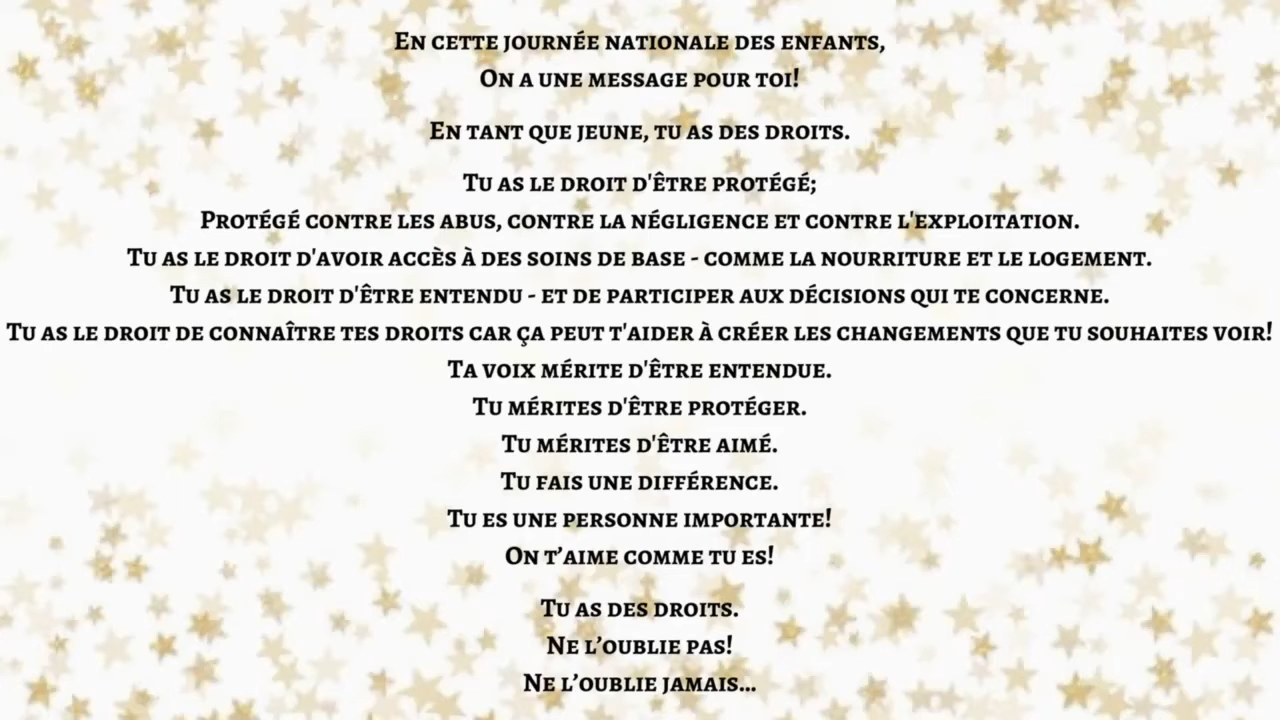 En cette journée nationale des enfants,
On a une message pour toi!
En tant que jeune, tu as des droits.
Tu as le droit d'être protégé;
Protégé contre les abus, contre la négligence et contre l'exploitation.
Tu as le droit d'avoir accès à des soins de base - comme la nourriture et le logement.
Tu as le droit d'être entendu - et de participer aux décisions qui te concerne.
Tu as le droit de connaître tes droits car ça peut t'aider à créer les changements que tu souhaites voir!
Ta voix mérite d'être entendue.
Tu mérites d'être protéger.
Tu mérites d'être aimé.
Tu fais une différence.
Tu es une personne importante!
On t’aime comme tu es!
Tu as des droits.
Ne l’oublie pas!
Ne l’oublie jamais...